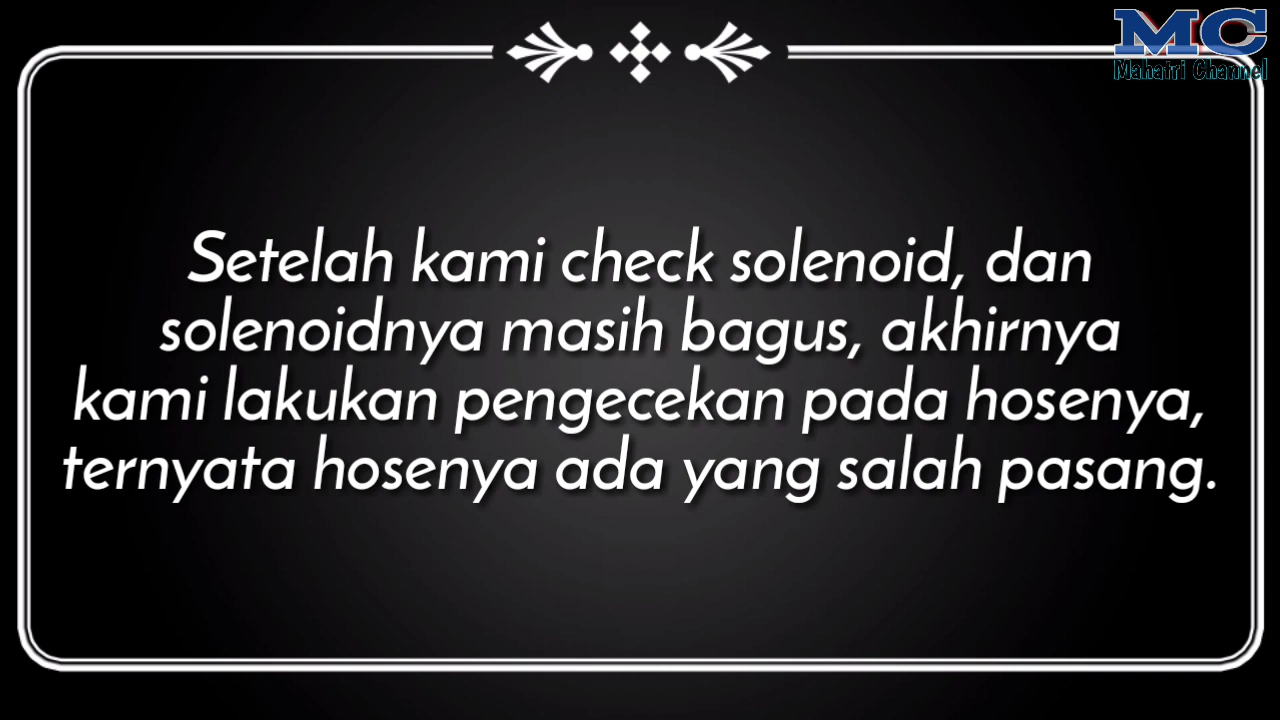 MC
Mahatri Channel
Setelah kami check solenoid, dan
solenoidnya masih bagus, akhirnya
kami lakukan pengecekan pada hosenya,
ternyata hosenya ada yang salah pasang.